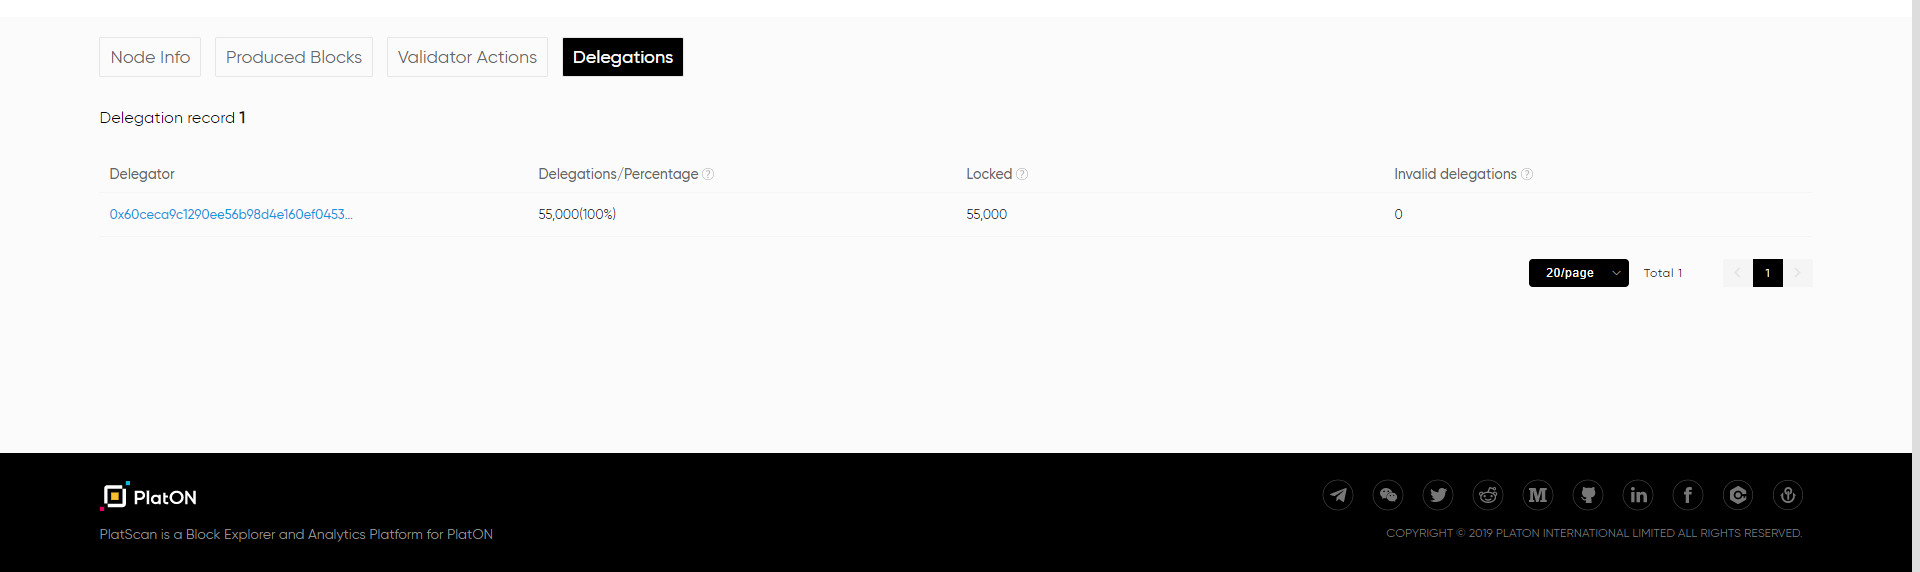 Node Info Produced Blocks Validator Actions Delegations
Delegation record 1
Delegator Delegations/Percentage Locked Invalid delegations
0x60ceca9c1290ee56b98d4e160ef0453... 55,000(100%) 55,000 0
20/page Total 1 1
PlatON
PlatScan is a Block Explorer and Analytics Platform for PlatON
COPYRIGHT © 2019 PLATON INTERNATIONAL LIMITED ALL RIGHTS RESERVED.